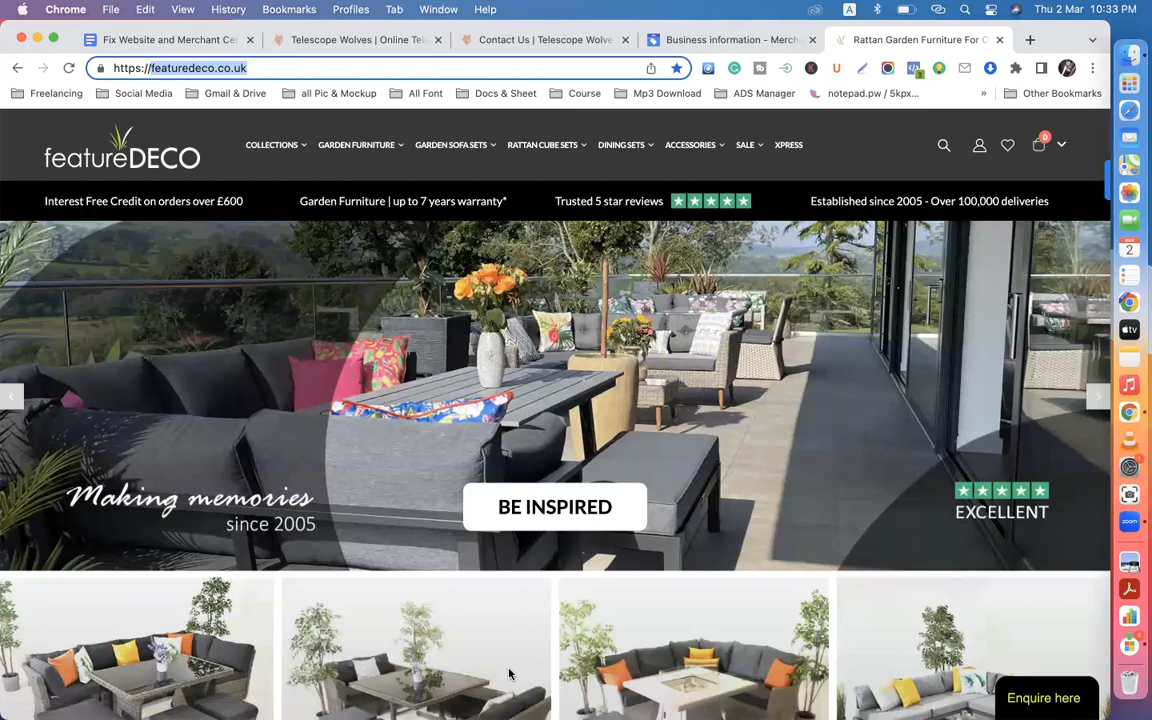 Chrome File Edit View History Bookmarks Profiles Tab Window Help A Thu 2 Mar 10:33 PM
Fix Website and Merchant Ce
Telescope Wolves | Online Tel
Contact Us | Telescope Wolve
Business information - Merch
Rattan Garden Furniture For O
https://featuredeco.co.uk
Freelancing Social Media Gmail & Drive all Pic & Mockup All Font Docs & Sheet Course Mp3 Download ADS Manager notepad.pw / 5kpx... » Other Bookmarks
featureDECO
COLLECTIONS GARDEN FURNITURE GARDEN SOFA SETS RATTAN CUBE SETS DINING SETS ACCESSORIES SALE XPRESS
0
Interest Free Credit on orders over £600 Garden Furniture | up to 7 years warranty* Trusted 5 star reviews Established since 2005 - Over 100,000 deliveries
Making memories
since 2005
BE INSPIRED
EXCELLENT
Enquire here